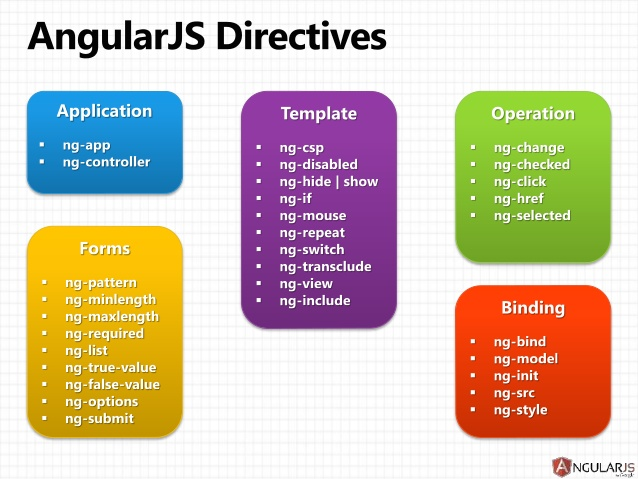 AngularJS Directives
Application
ng-app
ng-controller
Forms
ng-pattern
ng-minlength
ng-maxlength
ng-required
ng-list
ng-true-value
ng-false-value
ng-options
ng-submit
Template
ng-csp
ng-disabled
ng-hide | show
ng-if
ng-mouse
ng-repeat
ng-switch
ng-transclude
ng-view
ng-include
Operation
ng-change
ng-checked
ng-click
ng-href
ng-selected
Binding
ng-bind
ng-model
ng-init
ng-src
ng-style
ANGULARJS